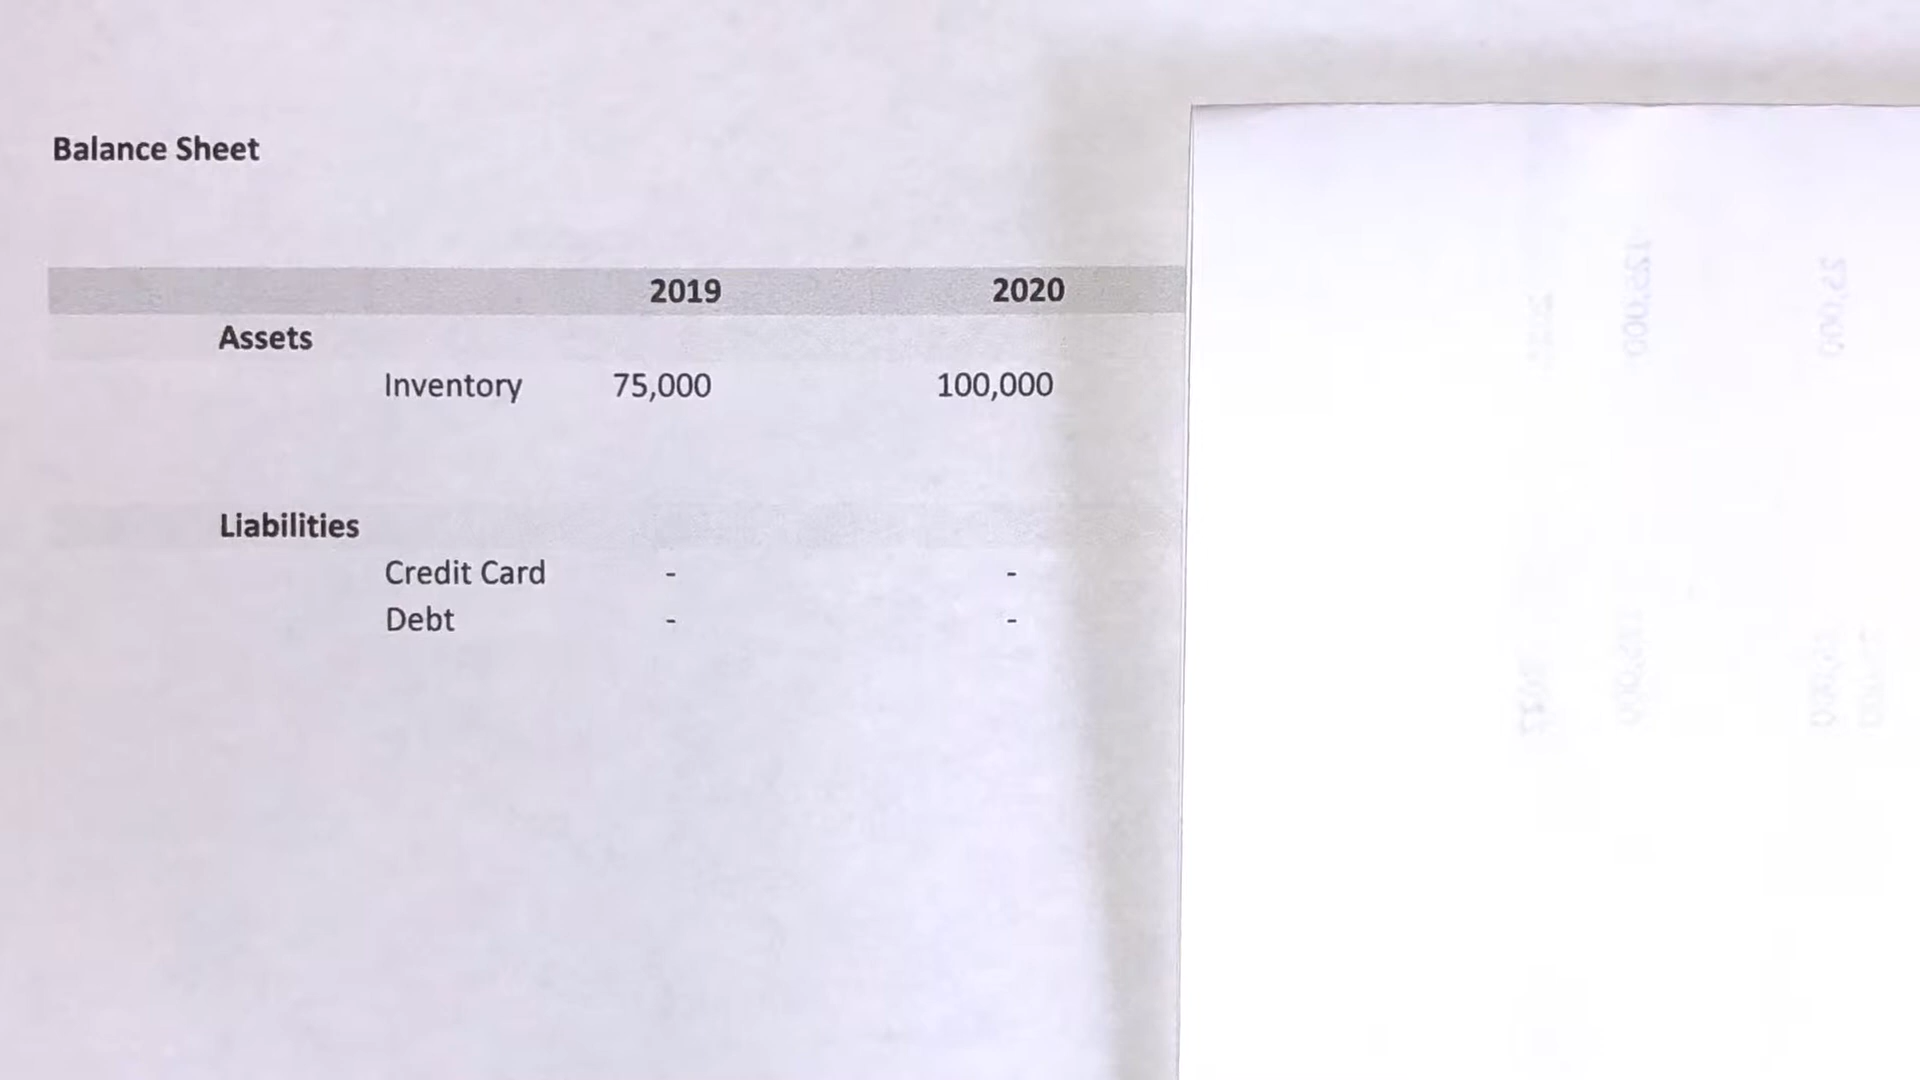 Balance Sheet
2019 2020
Assets
Inventory 75,000 100,000
Liabilities
Credit Card - -
Debt - -